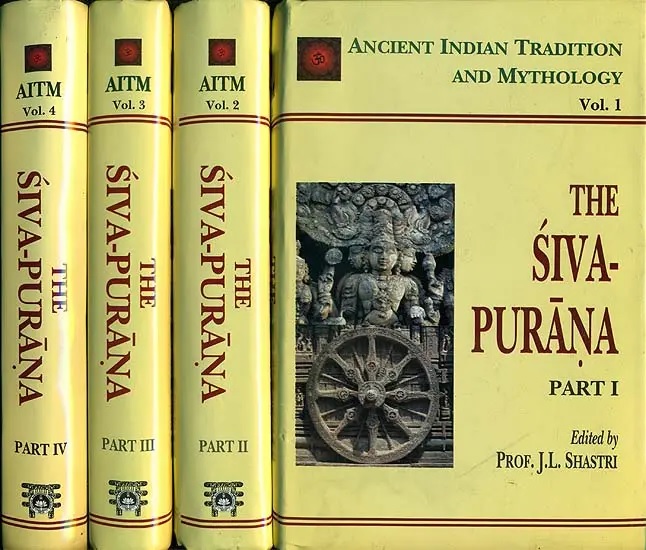 AITM
Vol. 4
THE
ŚIVA-PURĀṆA
PART IV
AITM
Vol. 3
THE
ŚIVA-PURĀṆA
PART III
AITM
Vol. 2
THE
ŚIVA-PURĀṆA
PART II
ॐ
ANCIENT INDIAN TRADITION
AND MYTHOLOGY
Vol. 1
THE
ŚIVA-
PURĀṆA
PART I
Edited by
PROF. J.L. SHASTRI